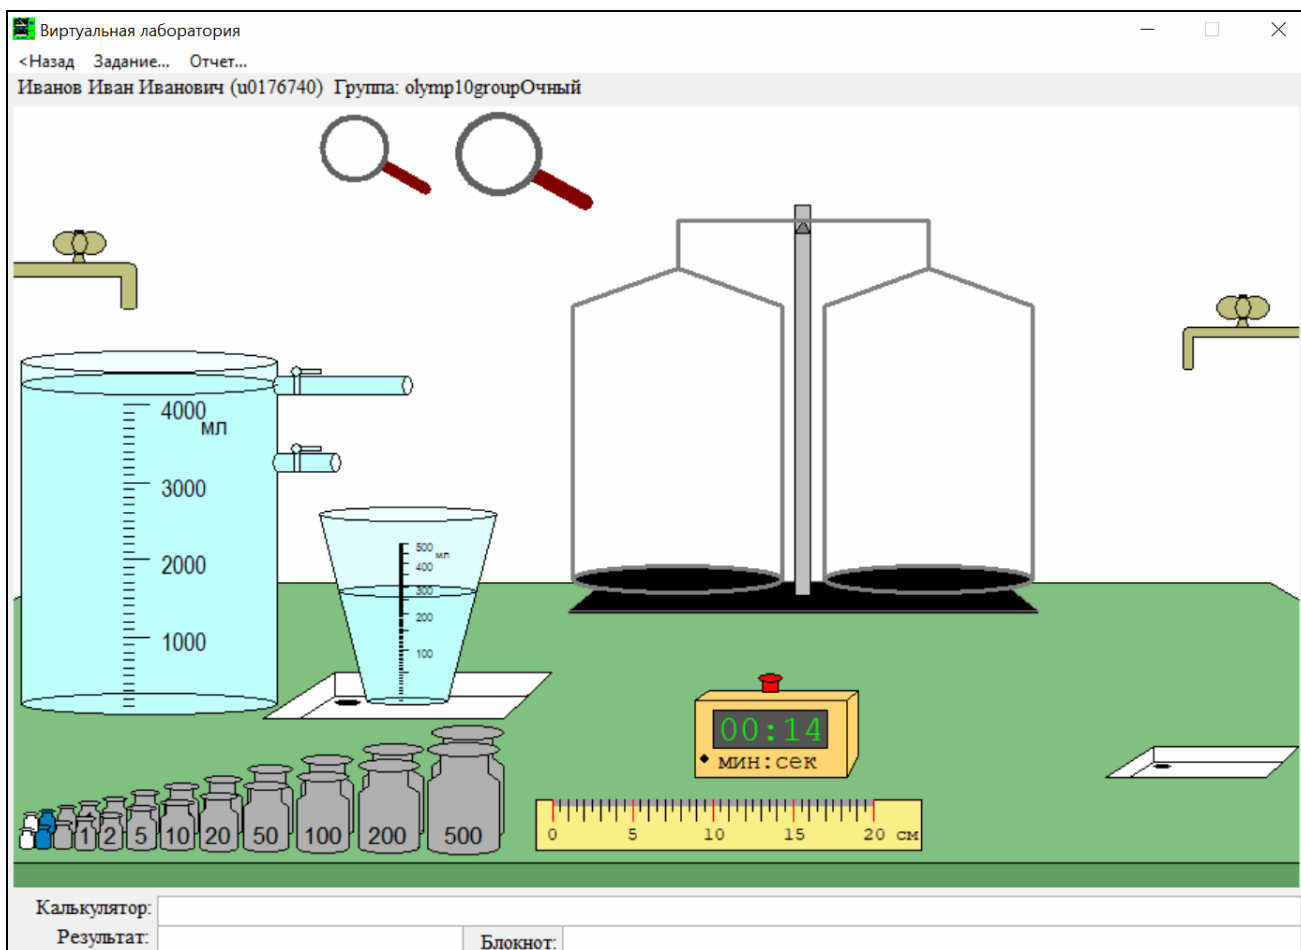 Виртуальная лаборатория
<Назад Задание... Отчет...
Иванов Иван Иванович (u0176740) Группа: olymp10groupОчный
4000
мл
3000
2000
1000
500
мл
400
300
200
100
00:14
мин:сек
1 2 5 10 20 50 100 200 500
0 5 10 15 20 см
Калькулятор:
Результат: Блокнот: